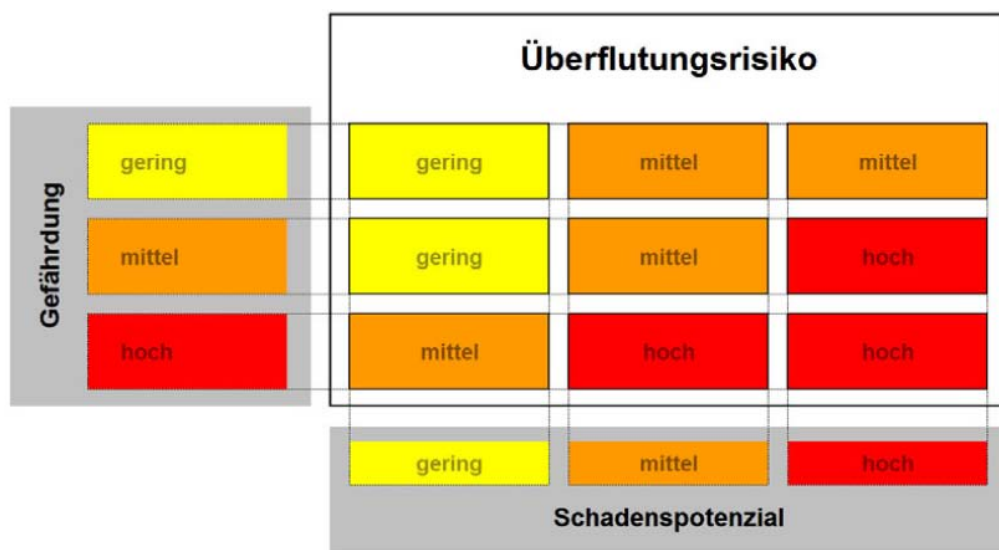 Überflutungsrisiko
Gefährdung
gering gering mittel mittel
mittel gering mittel hoch
hoch mittel hoch hoch
gering mittel hoch
Schadenspotenzial